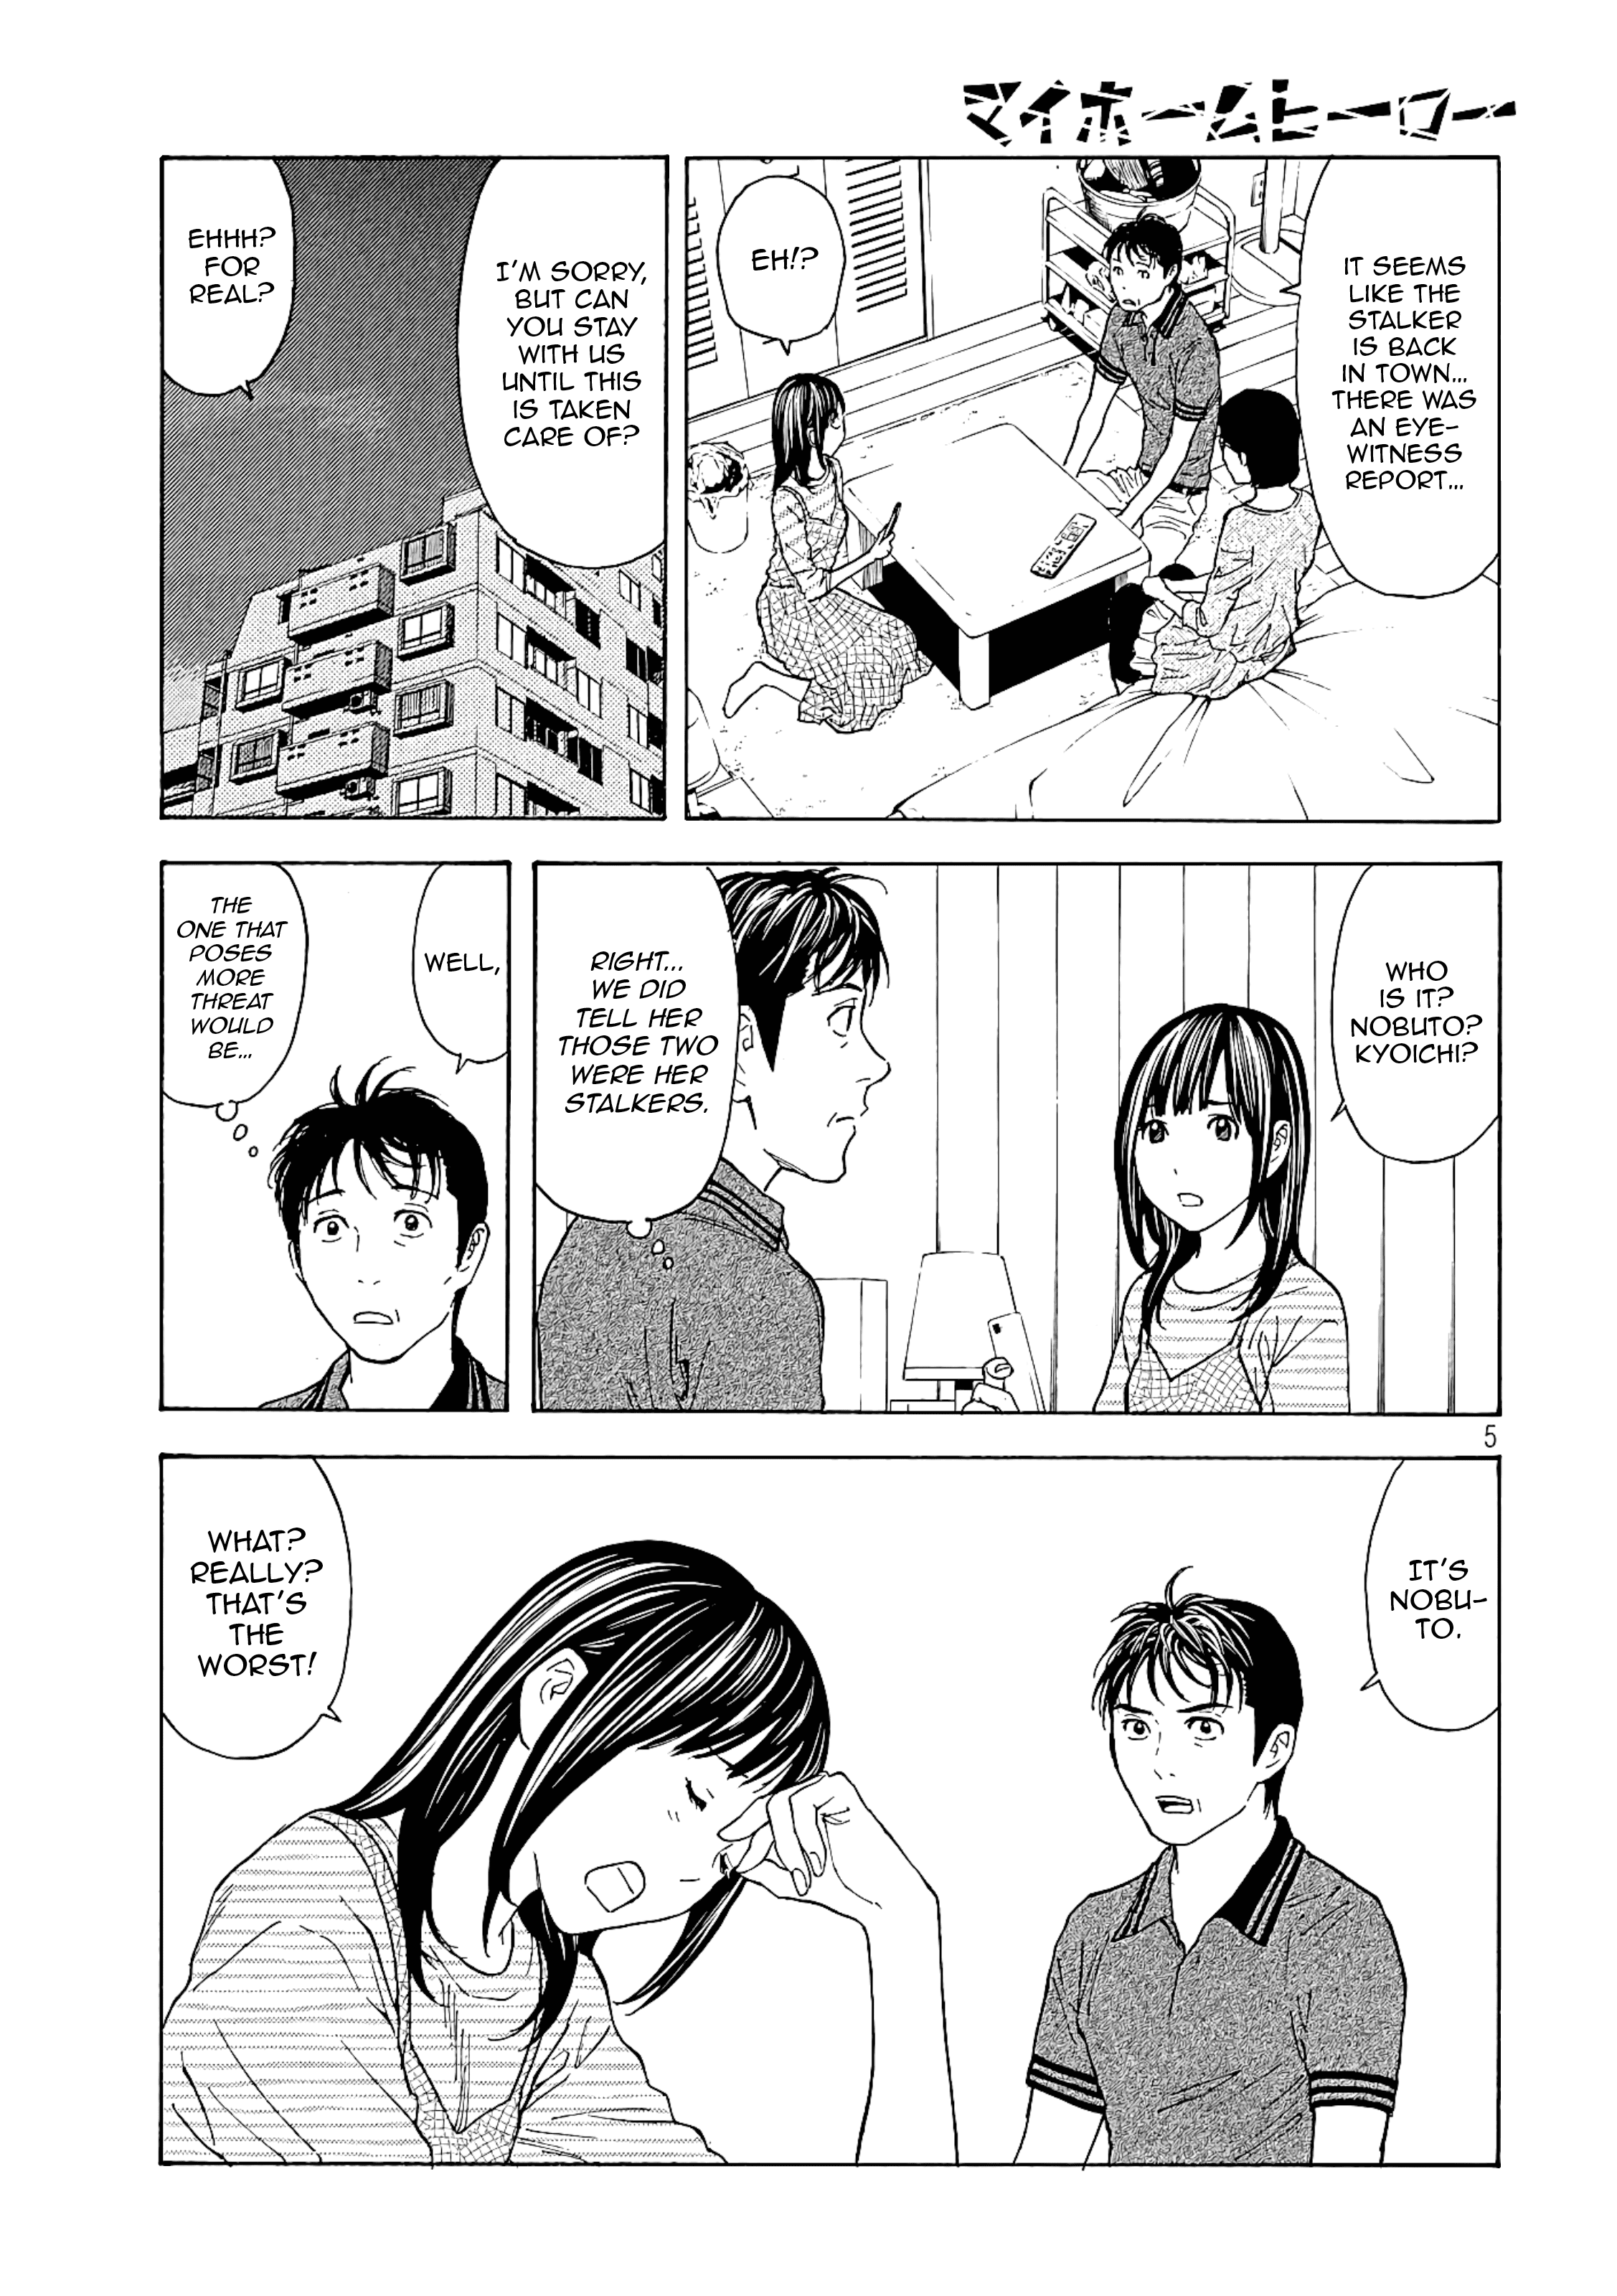 マイホームヒーロー
IT SEEMS
LIKE THE
STALKER
IS BACK
IN TOWN...
THERE WAS
AN EYE-
WITNESS
REPORT...
EH!?
I'M SORRY,
BUT CAN
YOU STAY
WITH US
UNTIL THIS
IS TAKEN
CARE OF?
EHHH?
FOR
REAL?
WHO
IS IT?
NOBUTO?
KYOICHI?
RIGHT...
WE DID
TELL HER
THOSE TWO
WERE HER
STALKERS.
WELL,
THE
ONE THAT
POSES
MORE
THREAT
WOULD
BE...
5
IT'S
NOBU-
TO.
WHAT?
REALLY?
THAT'S
THE
WORST!